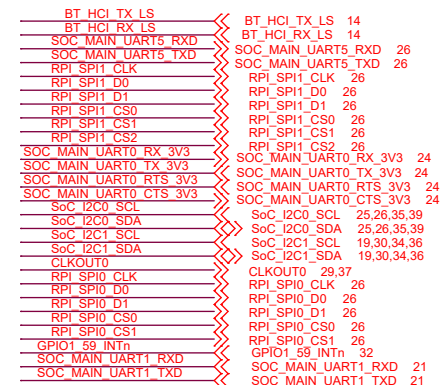 BT_HCI_TX_LS BT_HCI_TX_LS 14
BT_HCI_RX_LS BT_HCI_RX_LS 14
SOC_MAIN_UART5_RXD SOC_MAIN_UART5_RXD 26
SOC_MAIN_UART5_TXD SOC_MAIN_UART5_TXD 26
RPI_SPI1_CLK RPI_SPI1_CLK 26
RPI_SPI1_D0 RPI_SPI1_D0 26
RPI_SPI1_D1 RPI_SPI1_D1 26
RPI_SPI1_CS0 RPI_SPI1_CS0 26
RPI_SPI1_CS1 RPI_SPI1_CS1 26
RPI_SPI1_CS2 RPI_SPI1_CS2 26
SOC_MAIN_UART0_RX_3V3 SOC_MAIN_UART0_RX_3V3 24
SOC_MAIN_UART0_TX_3V3 SOC_MAIN_UART0_TX_3V3 24
SOC_MAIN_UART0_RTS_3V3 SOC_MAIN_UART0_RTS_3V3 24
SOC_MAIN_UART0_CTS_3V3 SOC_MAIN_UART0_CTS_3V3 24
SoC_I2C0_SCL SoC_I2C0_SCL 25,26,35,39
SoC_I2C0_SDA SoC_I2C0_SDA 25,26,35,39
SoC_I2C1_SCL SoC_I2C1_SCL 19,30,34,36
SoC_I2C1_SDA SoC_I2C1_SDA 19,30,34,36
CLKOUT0 CLKOUT0 29,37
RPI_SPI0_CLK RPI_SPI0_CLK 26
RPI_SPI0_D0 RPI_SPI0_D0 26
RPI_SPI0_D1 RPI_SPI0_D1 26
RPI_SPI0_CS0 RPI_SPI0_CS0 26
RPI_SPI0_CS1 RPI_SPI0_CS1 26
GPIO1_59_INTn GPIO1_59_INTn 32
SOC_MAIN_UART1_RXD SOC_MAIN_UART1_RXD 21
SOC_MAIN_UART1_TXD SOC_MAIN_UART1_TXD 21